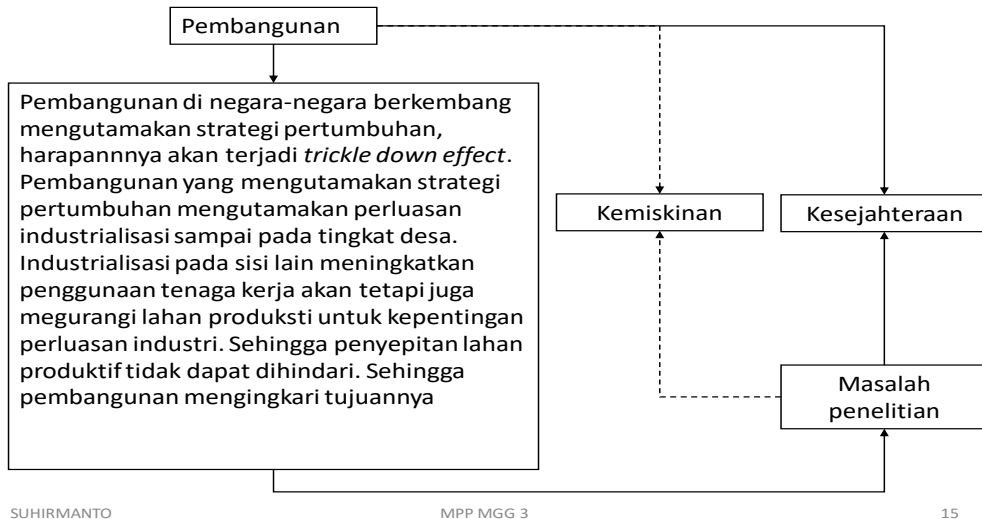 Pembangunan
Pembangunan di negara-negara berkembang
mengutamakan strategi pertumbuhan,
harapannnya akan terjadi trickle down effect.
Pembangunan yang mengutamakan strategi
pertumbuhan mengutamakan perluasan
industrialisasi sampai pada tingkat desa.
Industrialisasi pada sisi lain meningkatkan
penggunaan tenaga kerja akan tetapi juga
megurangi lahan produksti untuk kepentingan
perluasan industri. Sehingga penyepitan lahan
produktif tidak dapat dihindari. Sehingga
pembangunan mengingkari tujuannya
Kemiskinan
Kesejahteraan
Masalah
penelitian
SUHIRMANTO
MPP MGG 3
15